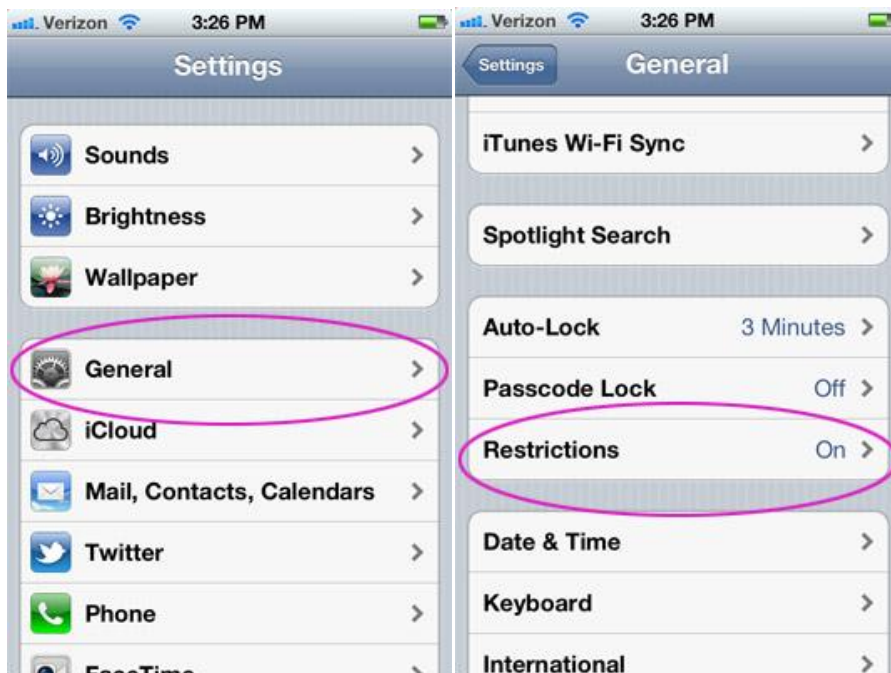 Verizon 3:26 PM
Settings
Sounds
Brightness
Wallpaper
General
iCloud
Mail, Contacts, Calendars
Twitter
Phone
FaceTime
Verizon 3:26 PM
Settings General
iTunes Wi-Fi Sync
Spotlight Search
Auto-Lock 3 Minutes
Passcode Lock Off
Restrictions On
Date & Time
Keyboard
International